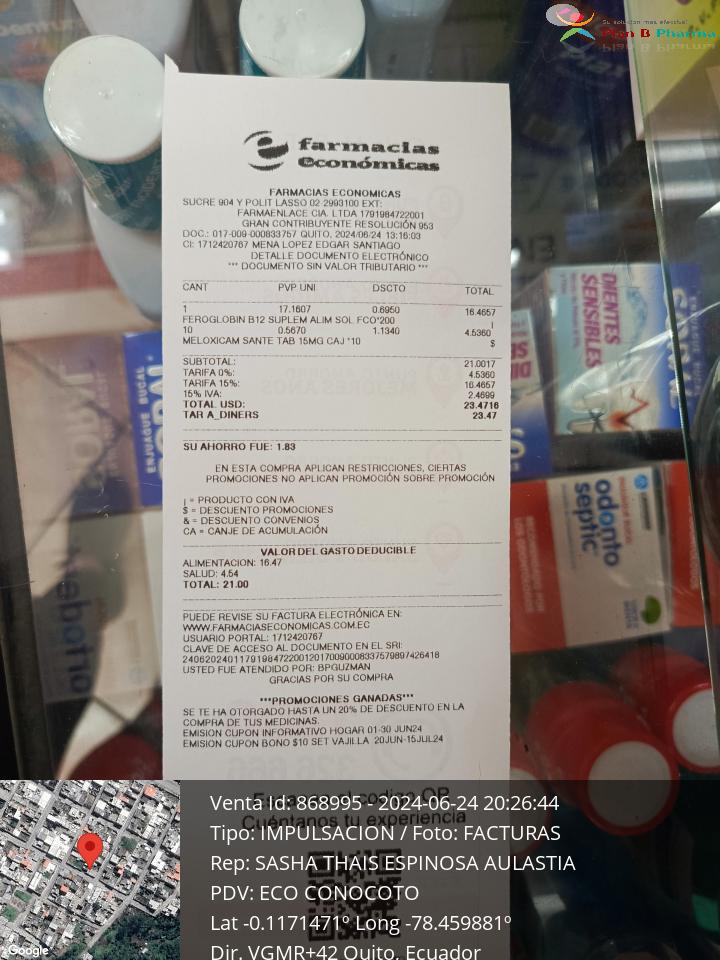 Su solucion mas efectiva!
Plan B Pharma
farmacias
económicas
FARMACIAS ECONOMICAS
SUCRE 904 Y POLIT LASSO 02 2993100 EXT:
FARMAENLACE CIA. LTDA 1791984722001
GRAN CONTRIBUYENTE RESOLUCIÓN 953
DOC.: 017-009-000833757 QUITO, 2024/06/24 13:16:03
CI: 1712420767 MENA LOPEZ EDGAR SANTIAGO
DETALLE DOCUMENTO ELECTRÓNICO
*** DOCUMENTO SIN VALOR TRIBUTARIO ***
CANT PVP UNI DSCTO TOTAL
1 17.1607 0.6950 16.4657
FEROGLOBIN B12 SUPLEM ALIM SOL FCO*200 |
10 0.5670 1.1340 4.5360
MELOXICAM SANTE TAB 15MG CAJ *10 $
SUBTOTAL: 21.0017
TARIFA 0%: 4.5360
TARIFA 15%: 16.4657
15% IVA: 2.4699
TOTAL USD: 23.4716
TAR A_DINERS 23.47
SU AHORRO FUE: 1.83
EN ESTA COMPRA APLICAN RESTRICCIONES, CIERTAS
PROMOCIONES NO APLICAN PROMOCIÓN SOBRE PROMOCIÓN
| = PRODUCTO CON IVA
$ = DESCUENTO PROMOCIONES
& = DESCUENTO CONVENIOS
CA = CANJE DE ACUMULACIÓN
VALOR DEL GASTO DEDUCIBLE
ALIMENTACION: 16.47
SALUD: 4.54
TOTAL: 21.00
PUEDE REVISE SU FACTURA ELECTRÓNICA EN:
WWW.FARMACIASECONOMICAS.COM.EC
USUARIO PORTAL: 1712420767
CLAVE DE ACCESO AL DOCUMENTO EN EL SRI:
2406202401179198472200120170090008337579897426418
USTED FUE ATENDIDO POR: BPGUZMAN
GRACIAS POR SU COMPRA
***PROMOCIONES GANADAS***
SE TE HA OTORGADO HASTA UN 20% DE DESCUENTO EN LA
COMPRA DE TUS MEDICINAS.
EMISION CUPON INFORMATIVO HOGAR 01-30 JUN24
EMISION CUPON BONO $10 SET VAJILLA 20JUN-15JUL24
Escanea el codigo QR
Cuéntanos tu experiencia
DIENTES
SENSIBLES
ENJUAGUE BUCAL
odonto
septic
Google
Venta Id: 868995 - 2024-06-24 20:26:44
Tipo: IMPULSACION / Foto: FACTURAS
Rep: SASHA THAIS ESPINOSA AULASTIA
PDV: ECO CONOCOTO
Lat -0.1171471º Long -78.459881º
Dir. VGMR+42 Quito, Ecuador